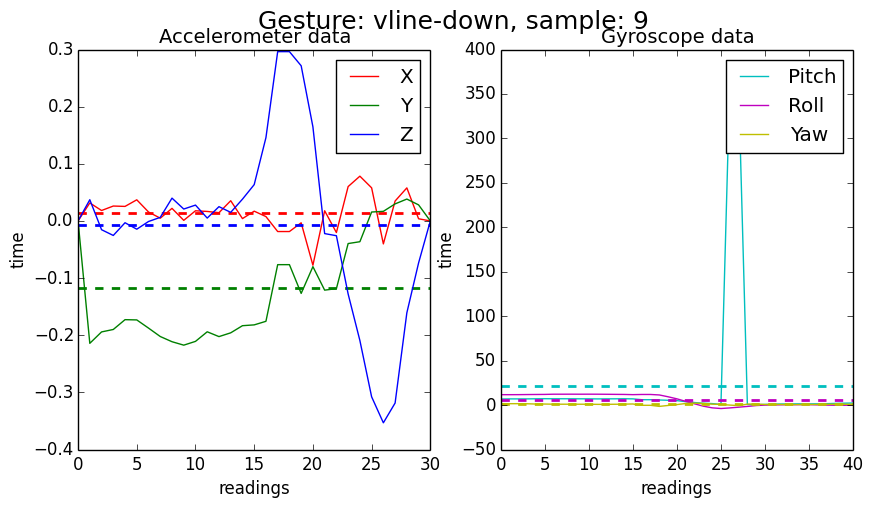 Gesture: vline-down, sample: 9
Accelerometer data
0.3
0.2
0.1
0.0
−0.1
−0.2
−0.3
−0.4
time
0 5 10 15 20 25 30
readings
X
Y
Z
Gyroscope data
400
350
300
250
200
150
100
50
0
−50
time
0 5 10 15 20 25 30 35 40
readings
Pitch
Roll
Yaw